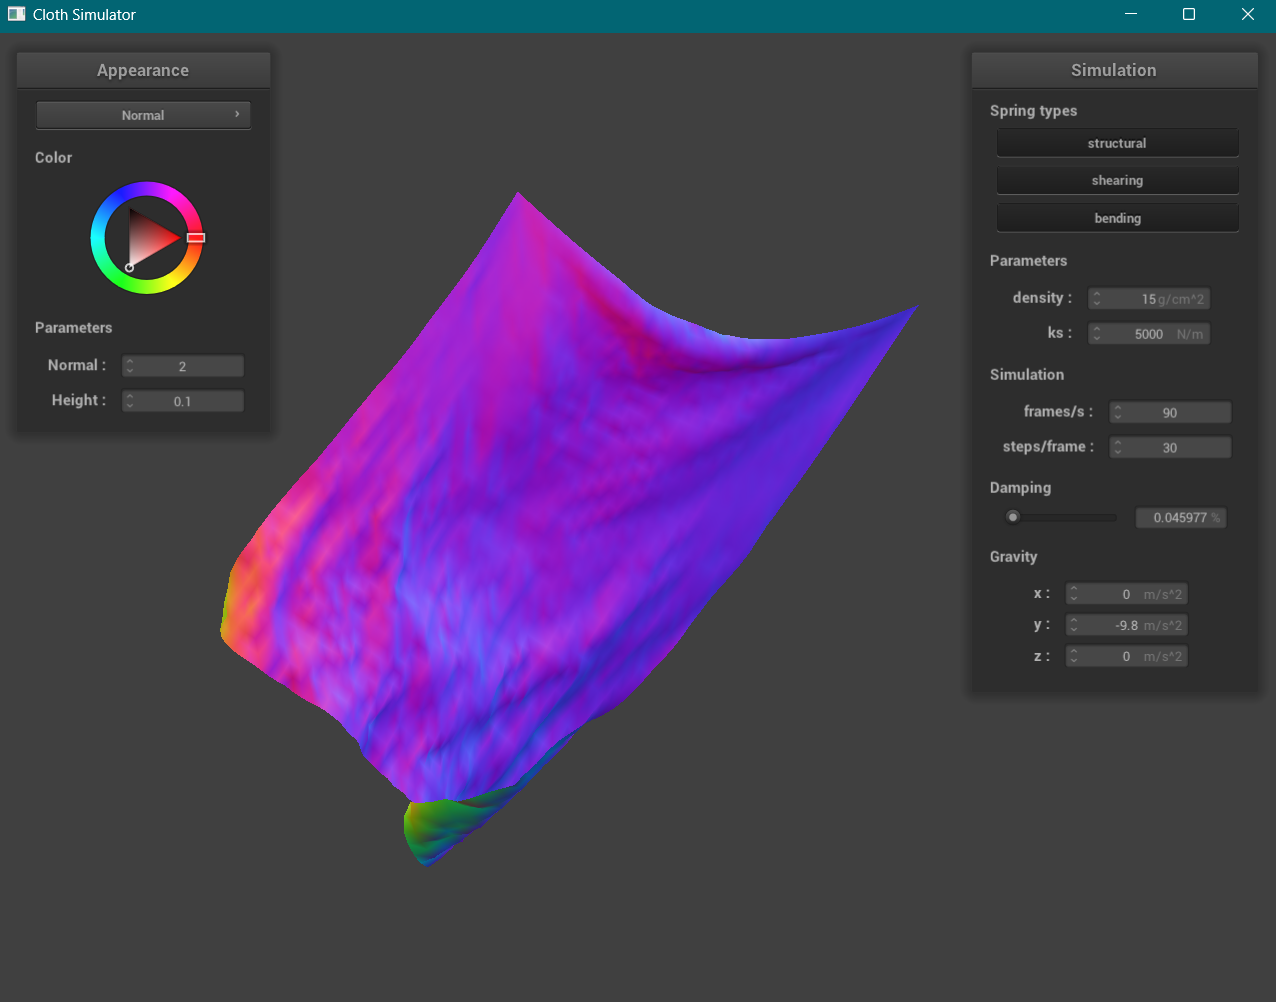 Cloth Simulator
Appearance
Normal
Color
Parameters
Normal : 2
Height : 0.1
Simulation
Spring types
structural
shearing
bending
Parameters
density : 15 g/cm^2
ks : 5000 N/m
Simulation
frames/s : 90
steps/frame : 30
Damping
0.045977 %
Gravity
x : 0 m/s^2
y : -9.8 m/s^2
z : 0 m/s^2